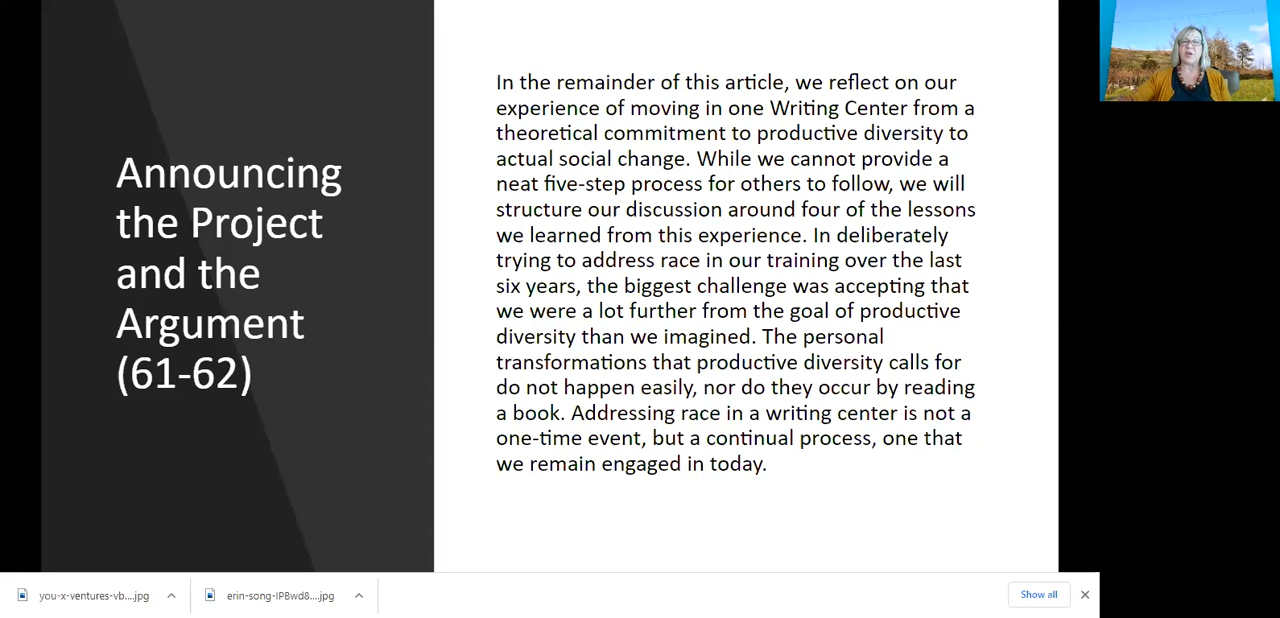 Announcing
the Project
and the
Argument
(61-62)
In the remainder of this article, we reflect on our
experience of moving in one Writing Center from a
theoretical commitment to productive diversity to
actual social change. While we cannot provide a
neat five-step process for others to follow, we will
structure our discussion around four of the lessons
we learned from this experience. In deliberately
trying to address race in our training over the last
six years, the biggest challenge was accepting that
we were a lot further from the goal of productive
diversity than we imagined. The personal
transformations that productive diversity calls for
do not happen easily, nor do they occur by reading
a book. Addressing race in a writing center is not a
one-time event, but a continual process, one that
we remain engaged in today.
you-x-ventures-vb....jpg
erin-song-IPBwd8....jpg
Show all